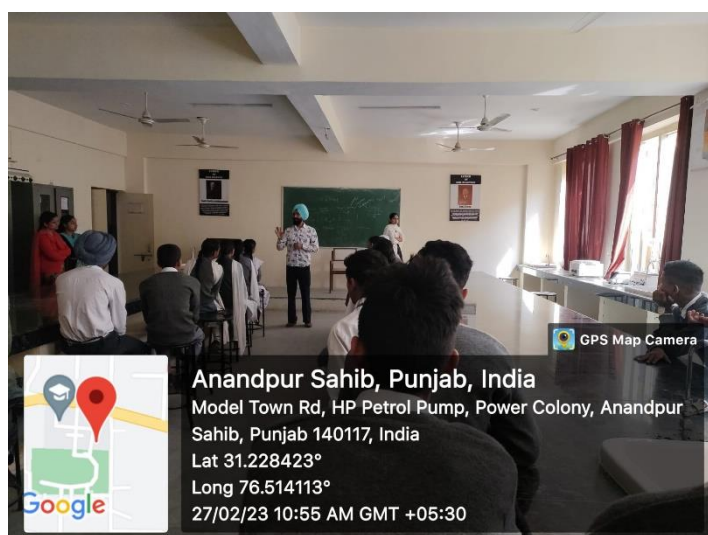 GPS Map Camera
Anandpur Sahib, Punjab, India
Model Town Rd, HP Petrol Pump, Power Colony, Anandpur
Sahib, Punjab 140117, India
Lat 31.228423°
Long 76.514113°
27/02/23 10:55 AM GMT +05:30
Google